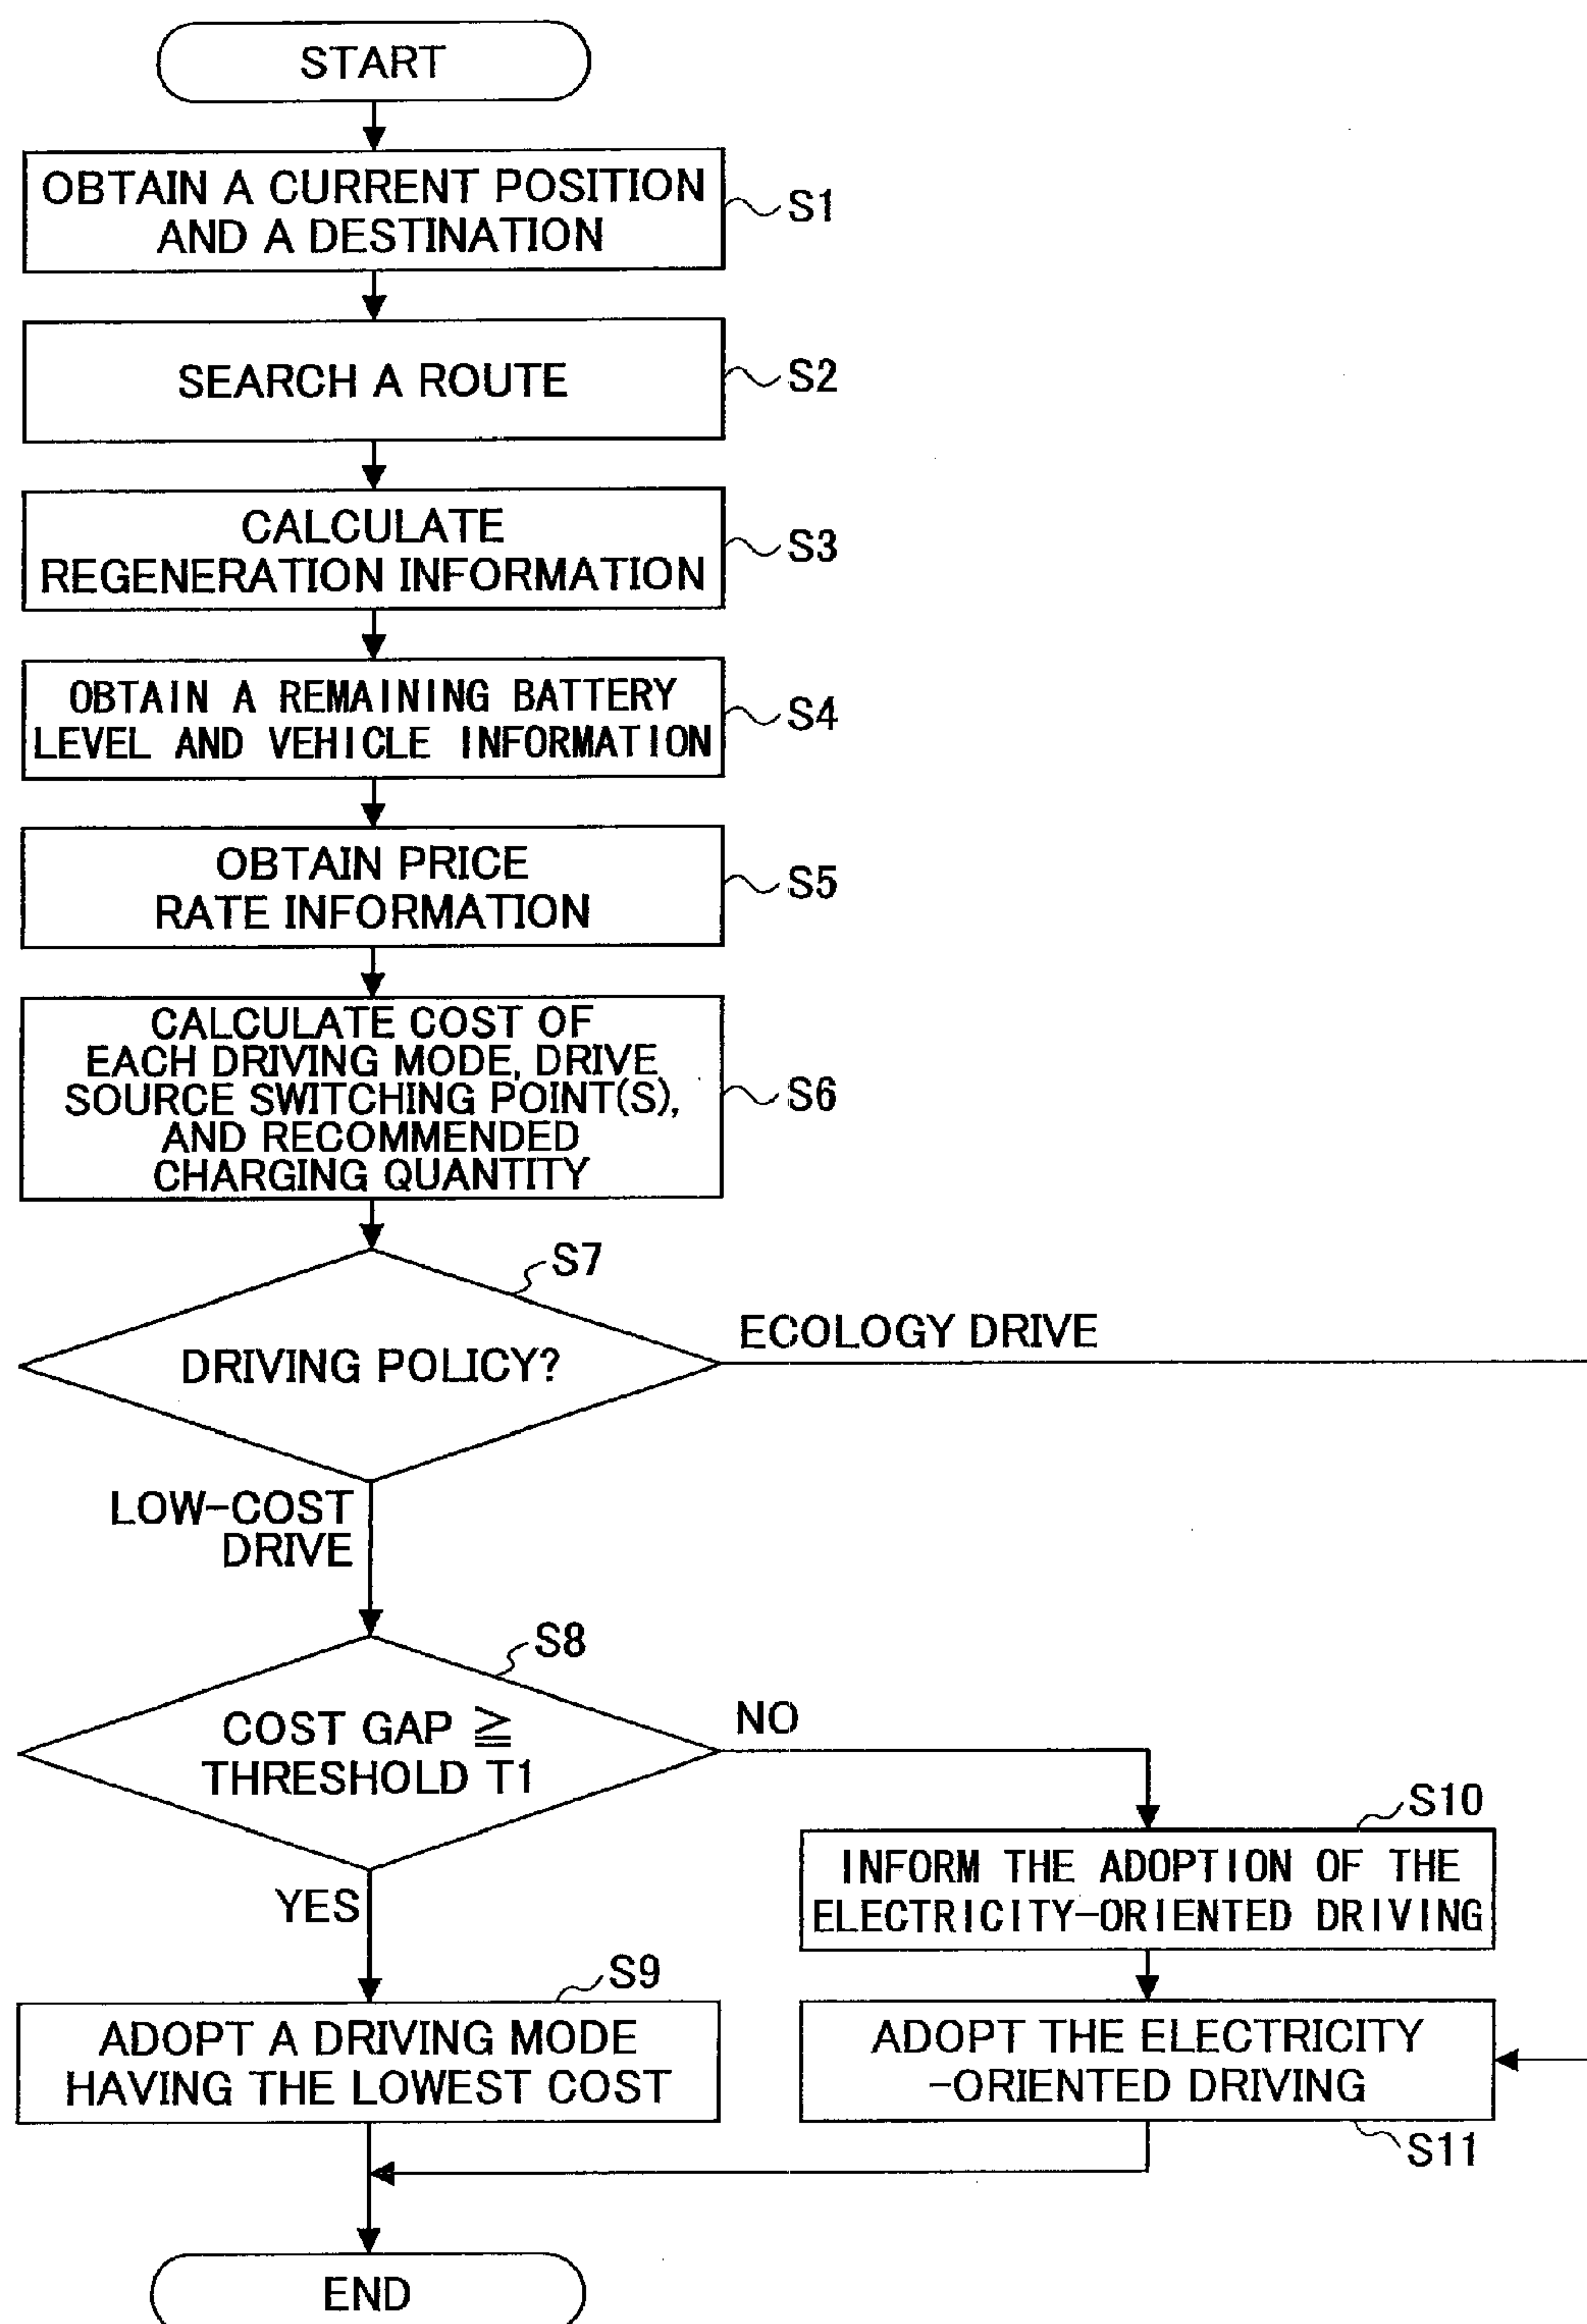 START
OBTAIN A CURRENT POSITION
AND A DESTINATION
S1
SEARCH A ROUTE
S2
CALCULATE
REGENERATION INFORMATION
S3
OBTAIN A REMAINING BATTERY
LEVEL AND VEHICLE INFORMATION
S4
OBTAIN PRICE
RATE INFORMATION
S5
CALCULATE COST OF
EACH DRIVING MODE, DRIVE
SOURCE SWITCHING POINT(S),
AND RECOMMENDED
CHARGING QUANTITY
S6
S7
DRIVING POLICY?
ECOLOGY DRIVE
LOW-COST
DRIVE
S8
COST GAP ≧
THRESHOLD T1
NO
YES
S10
INFORM THE ADOPTION OF THE
ELECTRICITY-ORIENTED DRIVING
S9
ADOPT A DRIVING MODE
HAVING THE LOWEST COST
ADOPT THE ELECTRICITY
-ORIENTED DRIVING
S11
END